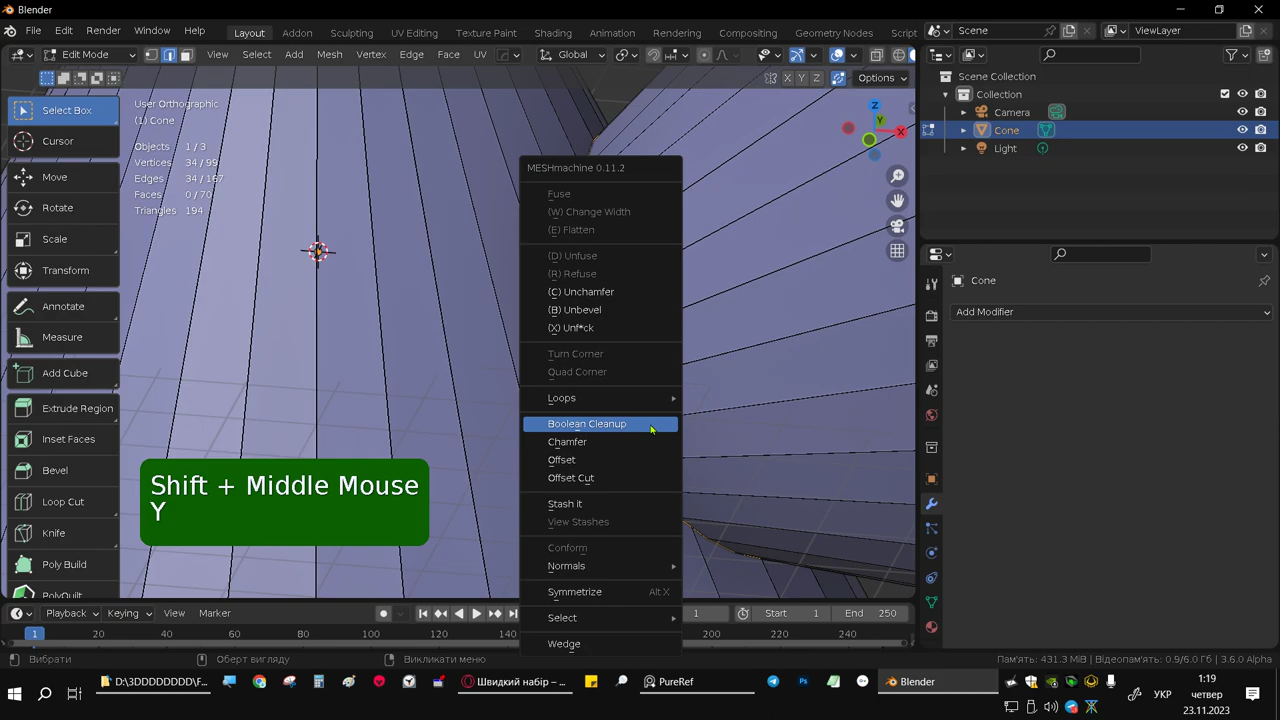 Blender
File Edit Render Window Help Layout Addon Sculpting UV Editing Texture Paint Shading Animation Rendering Compositing Geometry Nodes Script Scene ViewLayer
Edit Mode View Select Add Mesh Vertex Edge Face UV Global
X Y Z Options
Scene Collection
Collection
Camera
Cone
Light
Select Box
Cursor
Move
Rotate
Scale
Transform
Annotate
Measure
Add Cube
Extrude Region
Inset Faces
Bevel
Loop Cut
Knife
Poly Build
PolyQuilt
User Orthographic
(1) Cone
Objects 1/3
Vertices 34/99
Edges 34/167
Faces 0/70
Triangles 194
Z
Y
X
MESHmachine 0.11.2
Fuse
(W) Change Width
(E) Flatten
(D) Unfuse
(R) Refuse
(C) Unchamfer
(B) Unbevel
(X) Unf*ck
Turn Corner
Quad Corner
Loops
Boolean Cleanup
Chamfer
Offset
Offset Cut
Stash it
View Stashes
Conform
Normals
Symmetrize Alt X
Select
Wedge
Shift + Middle Mouse
Y
Cone
Add Modifier
Playback Keying View Marker 1 Start 1 End 250
1 20 40 60 80 100 120 140 200 220 240
Вибрати Оберт вигляду Викликати меню Пам'ять: 431.3 MiB | Відеопам'ять: 0.9/6.0 Гі | 3.6.0 Alpha
D:\3DDDDDDDD\F... Швидкий набір – ... PureRef Blender
УКР
1:19
четвер
23.11.2023